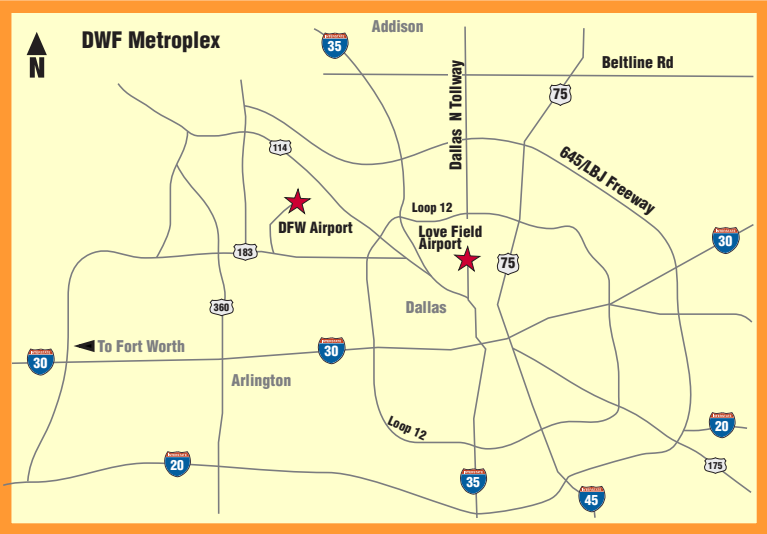 Addison
35
DWF Metroplex
N
Beltline Rd
Dallas N Tollway
75
114
645/LBJ Freeway
Loop 12
DFW Airport
Love Field
Airport
30
183
75
360
Dallas
To Fort Worth
30
30
Arlington
Loop 12
20
20
175
35
45